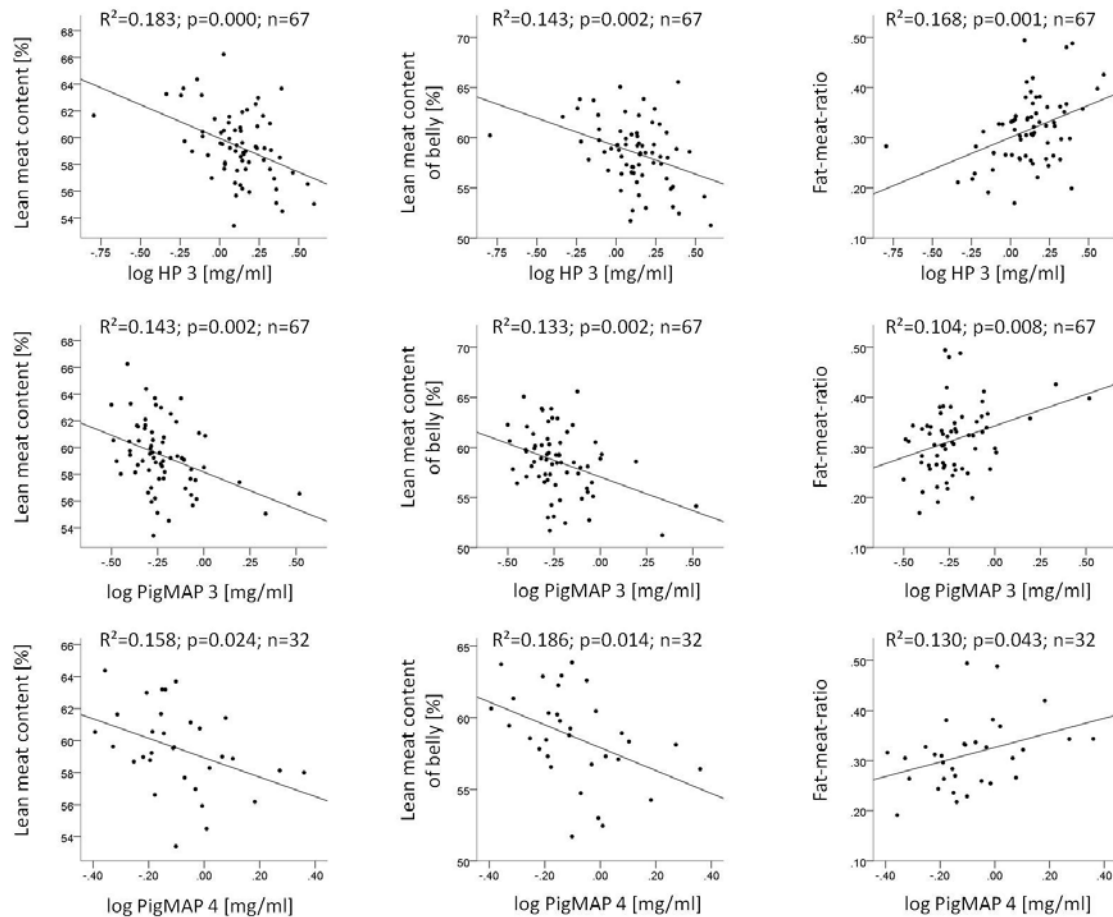 R²=0.183; p=0.000; n=67
Lean meat content [%]
68
66
64
62
60
58
56
54
-.75 -.50 -.25 .00 .25 .50
log HP 3 [mg/ml]
R²=0.143; p=0.002; n=67
Lean meat content
of belly [%]
70
65
60
55
50
-.75 -.50 -.25 .00 .25 .50
log HP 3 [mg/ml]
R²=0.168; p=0.001; n=67
Fat-meat-ratio
.50
.40
.30
.20
.10
-.75 -.50 -.25 .00 .25 .50
log HP 3 [mg/ml]
R²=0.143; p=0.002; n=67
Lean meat content [%]
68
66
64
62
60
58
56
54
-.50 -.25 .00 .25 .50
log PigMAP 3 [mg/ml]
R²=0.133; p=0.002; n=67
Lean meat content
of belly [%]
70
65
60
55
50
-.50 -.25 .00 .25 .50
log PigMAP 3 [mg/ml]
R²=0.104; p=0.008; n=67
Fat-meat-ratio
.50
.40
.30
.20
.10
-.50 -.25 .00 .25 .50
log PigMAP 3 [mg/ml]
R²=0.158; p=0.024; n=32
Lean meat content [%]
66
64
62
60
58
56
54
-.40 -.20 .00 .20 .40
log PigMAP 4 [mg/ml]
R²=0.186; p=0.014; n=32
Lean meat content
of belly [%]
65
60
55
50
-.40 -.20 .00 .20 .40
log PigMAP 4 [mg/ml]
R²=0.130; p=0.043; n=32
Fat-meat-ratio
.50
.40
.30
.20
.10
-.40 -.20 .00 .20 .40
log PigMAP 4 [mg/ml]